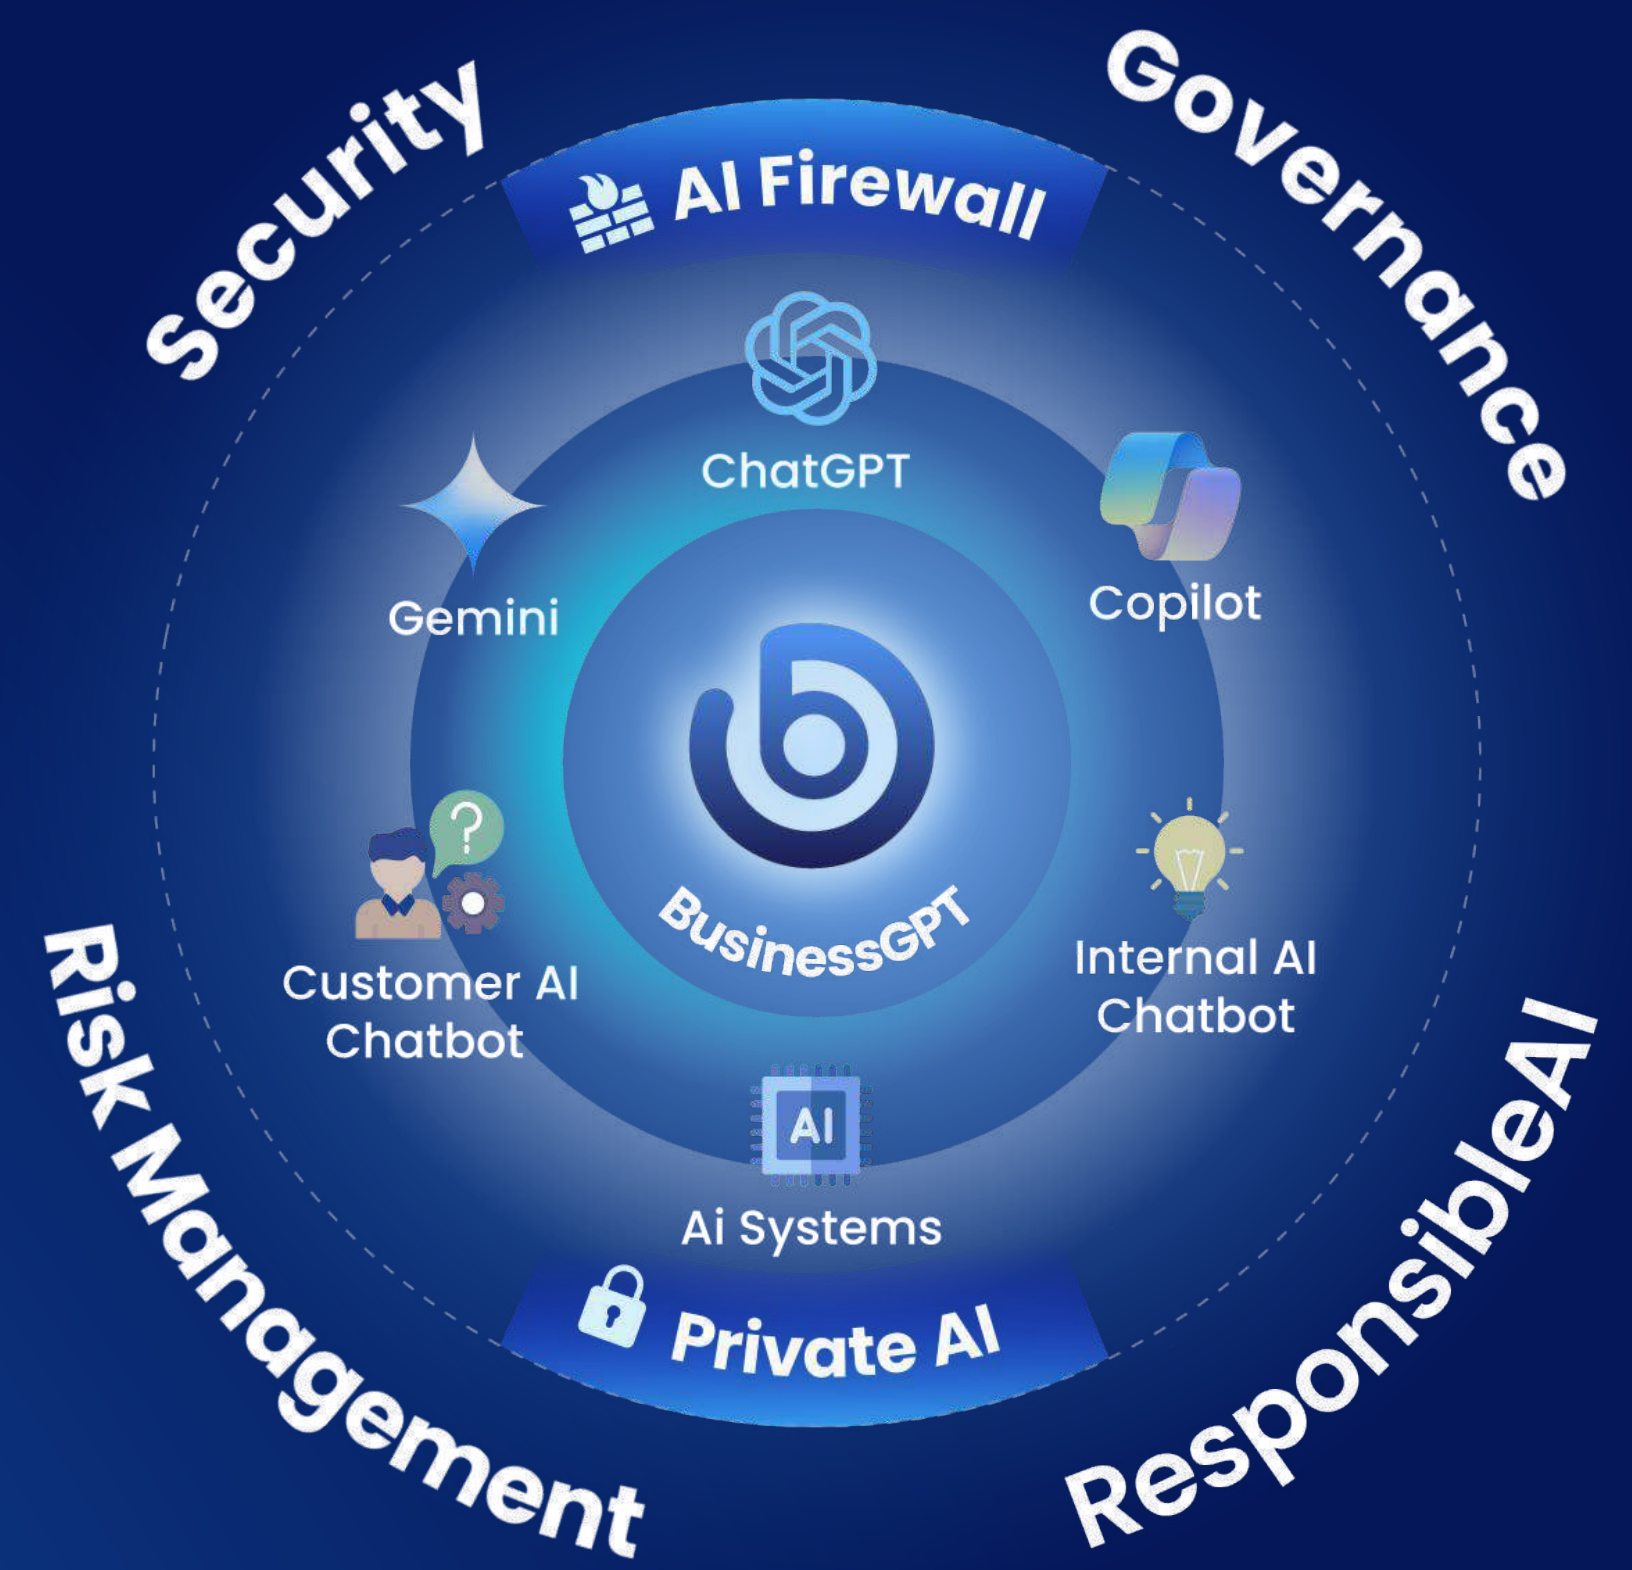 Security
Governance
AI Firewall
ChatGPT
Gemini
Copilot
BusinessGPT
Customer AI
Chatbot
Internal AI
Chatbot
AI
Ai Systems
Private AI
Risk Management
ResponsibleAI